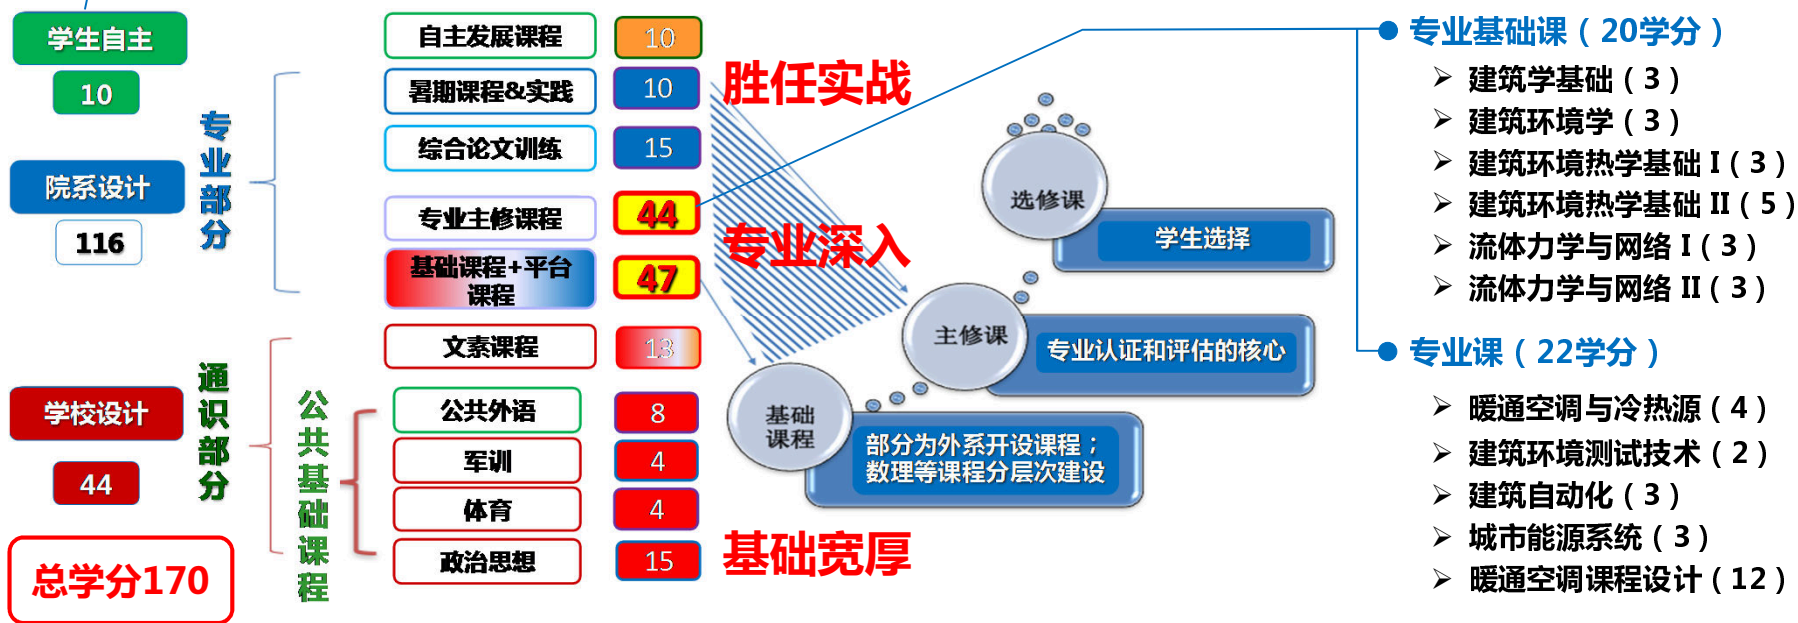 学生自主
10
院系设计
116
学校设计
44
总学分170
专业部分
通识部分
公共基础课程
自主发展课程
10
暑期课程&实践
10
综合论文训练
15
专业主修课程
44
基础课程+平台
课程
47
文素课程
13
公共外语
8
军训
4
体育
4
政治思想
15
胜任实战
专业深入
基础宽厚
选修课
学生选择
主修课
专业认证和评估的核心
基础
课程
部分为外系开设课程；
数理等课程分层次建设
专业基础课（20学分）
建筑学基础（3）
建筑环境学（3）
建筑环境热学基础 I（3）
建筑环境热学基础 II（5）
流体力学与网络 I（3）
流体力学与网络 II（3）
专业课（22学分）
暖通空调与冷热源（4）
建筑环境测试技术（2）
建筑自动化（3）
城市能源系统（3）
暖通空调课程设计（12）